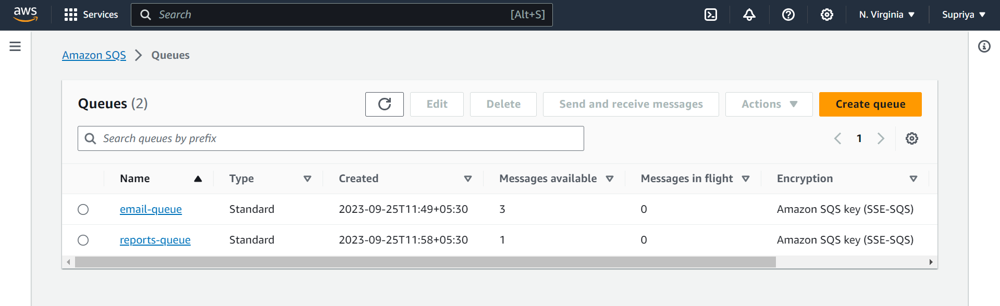 aws Services Search [Alt+S] N. Virginia Supriya
Amazon SQS Queues
Queues (2) Edit Delete Send and receive messages Actions Create queue
Search queues by prefix 1
Name Type Created Messages available Messages in flight Encryption
email-queue Standard 2023-09-25T11:49+05:30 3 0 Amazon SQS key (SSE-SQS)
reports-queue Standard 2023-09-25T11:58+05:30 1 0 Amazon SQS key (SSE-SQS)